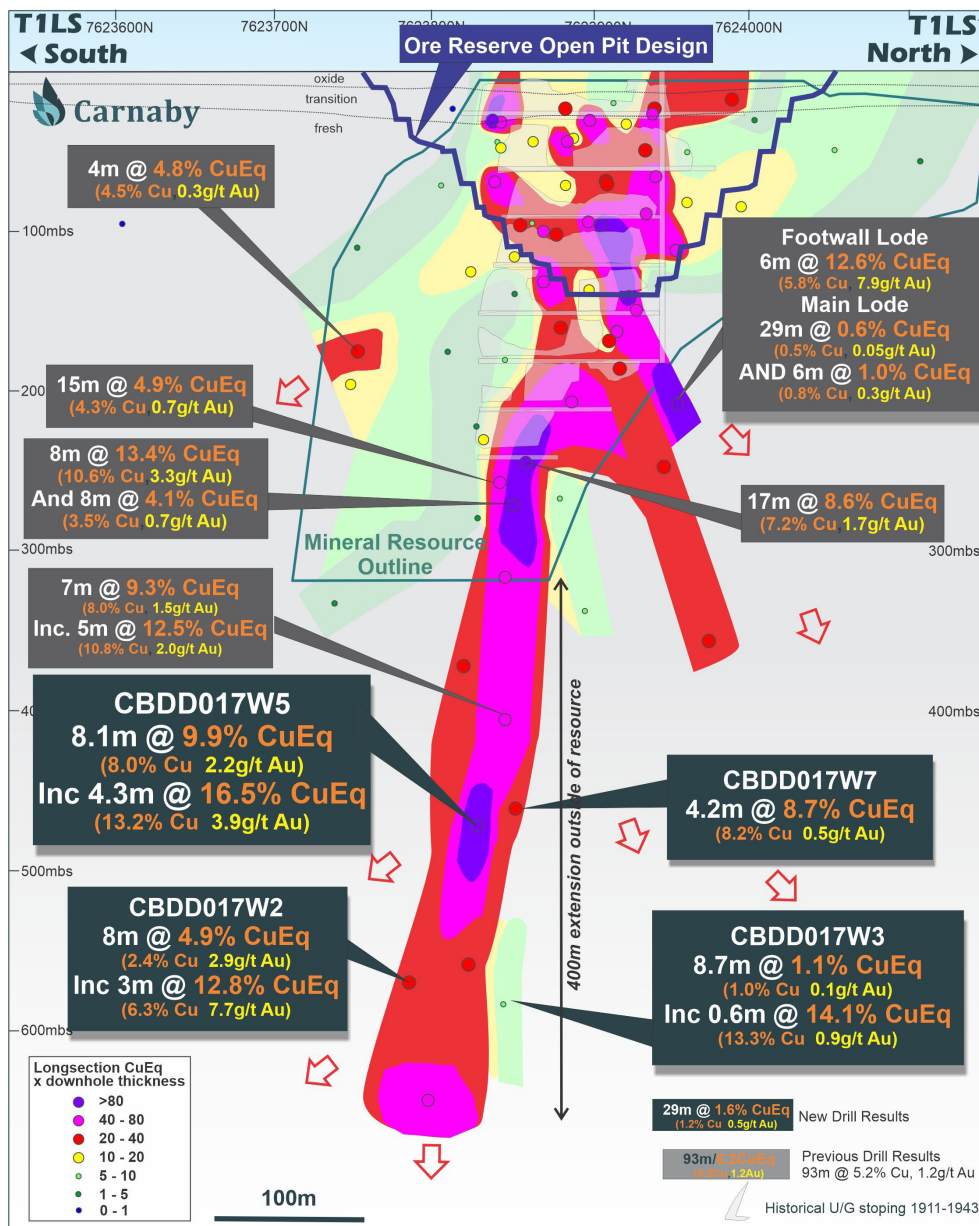 T1LS
7623600N
7623700N
7624000N
T1LS
◄ South
North ►
Ore Reserve Open Pit Design
oxide
transition
fresh
Carnaby
4m @ 4.8% CuEq
(4.5% Cu, 0.3g/t Au)
100mbs
Footwall Lode
6m @ 12.6% CuEq
(5.8% Cu, 7.9g/t Au)
Main Lode
29m @ 0.6% CuEq
(0.5% Cu, 0.05g/t Au)
AND 6m @ 1.0% CuEq
(0.8% Cu, 0.3g/t Au)
200mbs
15m @ 4.9% CuEq
(4.3% Cu, 0.7g/t Au)
8m @ 13.4% CuEq
(10.6% Cu, 3.3g/t Au)
And 8m @ 4.1% CuEq
(3.5% Cu, 0.7g/t Au)
17m @ 8.6% CuEq
(7.2% Cu, 1.7g/t Au)
300mbs
300mbs
Mineral Resource
Outline
7m @ 9.3% CuEq
(8.0% Cu, 1.5g/t Au)
Inc. 5m @ 12.5% CuEq
(10.8% Cu, 2.0g/t Au)
400mbs
CBDD017W5
8.1m @ 9.9% CuEq
(8.0% Cu 2.2g/t Au)
Inc 4.3m @ 16.5% CuEq
(13.2% Cu 3.9g/t Au)
400m extension outside of resource
CBDD017W7
4.2m @ 8.7% CuEq
(8.2% Cu 0.5g/t Au)
500mbs
CBDD017W2
8m @ 4.9% CuEq
(2.4% Cu 2.9g/t Au)
Inc 3m @ 12.8% CuEq
(6.3% Cu 7.7g/t Au)
CBDD017W3
8.7m @ 1.1% CuEq
(1.0% Cu 0.1g/t Au)
Inc 0.6m @ 14.1% CuEq
(13.3% Cu 0.9g/t Au)
600mbs
Longsection CuEq
x downhole thickness
>80
40 - 80
20 - 40
10 - 20
5 - 10
1 - 5
0 - 1
100m
29m @ 1.6% CuEq
(1.2% Cu 0.5g/t Au)
New Drill Results
93m/6.2CuEq
1.2Au)
Previous Drill Results
93m @ 5.2% Cu, 1.2g/t Au
Historical U/G stoping 1911-1943